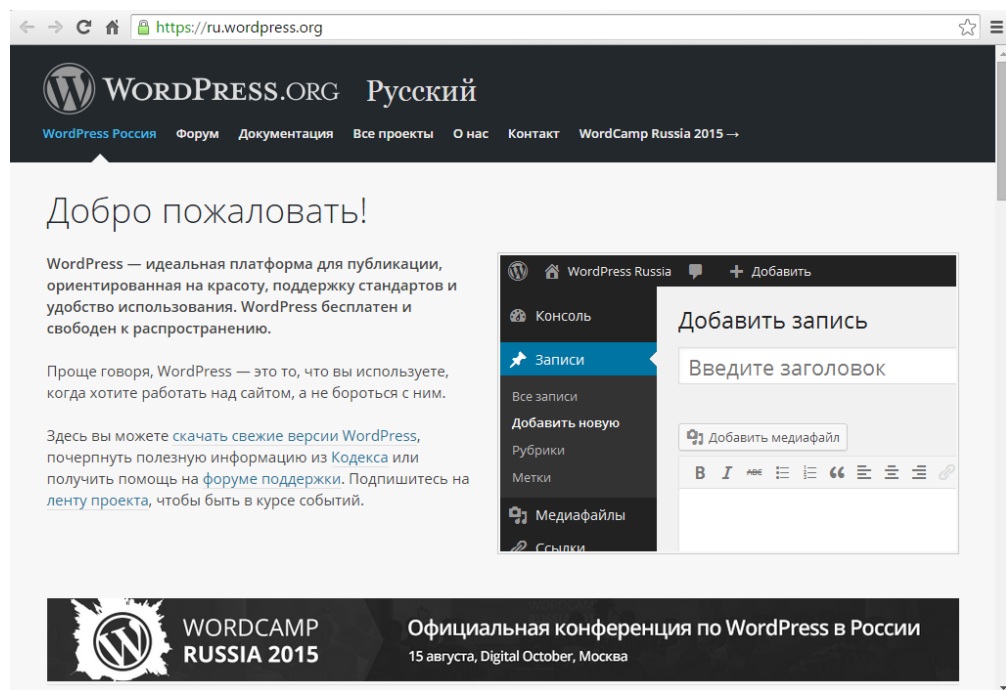 https://ru.wordpress.org
WORDPRESS.ORG Русский
WordPress Россия Форум Документация Все проекты О нас Контакт WordCamp Russia 2015 →
Добро пожаловать!
WordPress — идеальная платформа для публикации,
ориентированная на красоту, поддержку стандартов и
удобство использования. WordPress бесплатен и
свободен к распространению.
Проще говоря, WordPress — это то, что вы используете,
когда хотите работать над сайтом, а не бороться с ним.
Здесь вы можете скачать свежие версии WordPress,
почерпнуть полезную информацию из Кодекса или
получить помощь на форуме поддержки. Подпишитесь на
ленту проекта, чтобы быть в курсе событий.
WordPress Russia + Добавить
Консоль
Записи
Все записи
Добавить новую
Рубрики
Метки
Медиафайлы
Ссылки
Добавить запись
Введите заголовок
Добавить медиафайл
B I ABC
WORDCAMP
RUSSIA 2015
Официальная конференция по WordPress в России
15 августа, Digital October, Москва